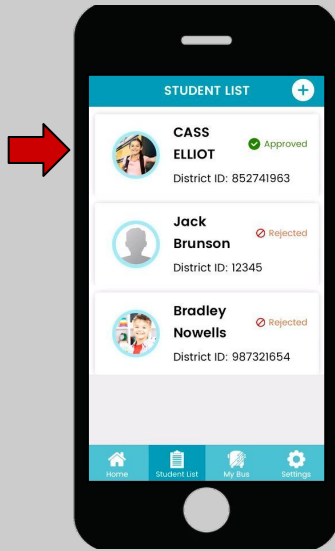 STUDENT LIST
CASS
ELLIOT
Approved
District ID: 852741963
Jack
Brunson
Rejected
District ID: 12345
Bradley
Nowells
Rejected
District ID: 987321654
Home Student List My Bus Settings